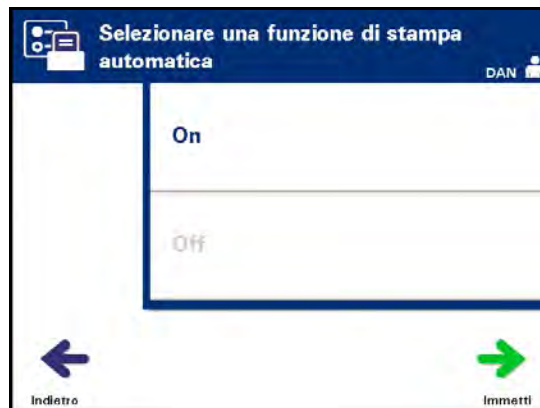 Selezionare una funzione di stampa
automatica
DAN
On
Off
Indietro
Immetti